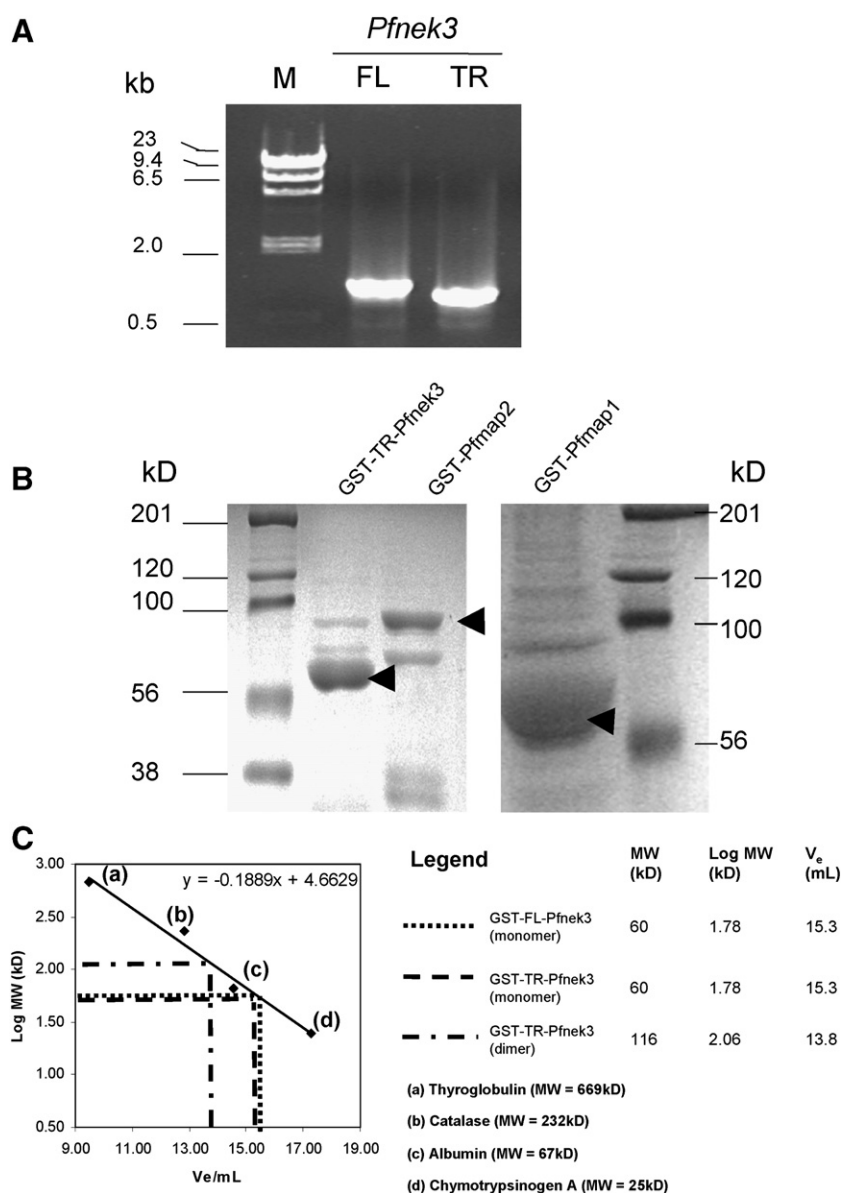 A
Pfnek3
kb
M
FL
TR
23
9.4
6.5
2.0
0.5
B
kD
GST-TR-Pfnek3
GST-Pfmap2
GST-Pfmap1
kD
201
120
100
56
38
201
120
100
56
C
3.00
2.50
2.00
1.50
1.00
0.50
Log MW (kD)
(a)
(b)
(c)
(d)
y = -0.1889x + 4.6629
9.00 11.00 13.00 15.00 17.00 19.00
Ve/mL
Legend
MW (kD)
Log MW (kD)
Ve (mL)
GST-FL-Pfnek3 (monomer) 60 1.78 15.3
GST-TR-Pfnek3 (monomer) 60 1.78 15.3
GST-TR-Pfnek3 (dimer) 116 2.06 13.8
(a) Thyroglobulin (MW = 669kD)
(b) Catalase (MW = 232kD)
(c) Albumin (MW = 67kD)
(d) Chymotrypsinogen A (MW = 25kD)